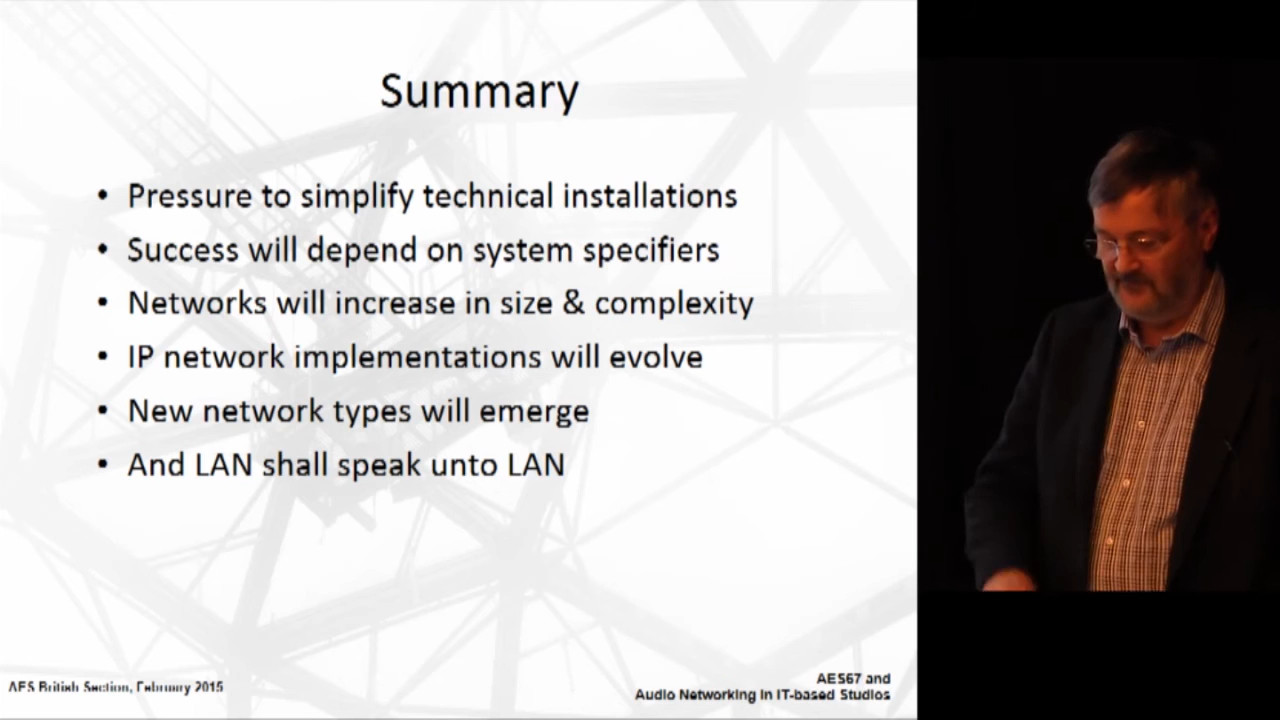 Summary
• Pressure to simplify technical installations
• Success will depend on system specifiers
• Networks will increase in size & complexity
• IP network implementations will evolve
• New network types will emerge
• And LAN shall speak unto LAN
AES British Section, February 2015
AES67 and
Audio Networking in IT-based Studios